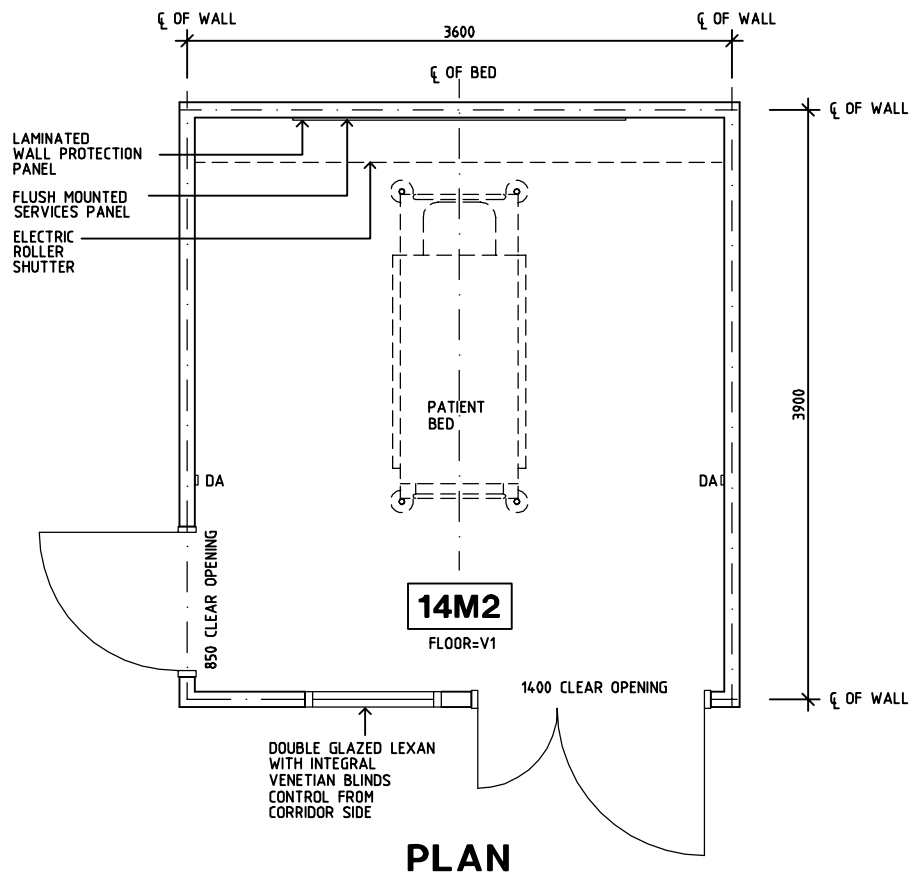 ℄ OF WALL
℄ OF WALL
3600
℄ OF BED
℄ OF WALL
LAMINATED
WALL PROTECTION
PANEL
FLUSH MOUNTED
SERVICES PANEL
ELECTRIC
ROLLER
SHUTTER
3900
PATIENT
BED
DA
DA
850 CLEAR OPENING
14M2
FLOOR=V1
1400 CLEAR OPENING
℄ OF WALL
DOUBLE GLAZED LEXAN
WITH INTEGRAL
VENETIAN BLINDS
CONTROL FROM
CORRIDOR SIDE
PLAN